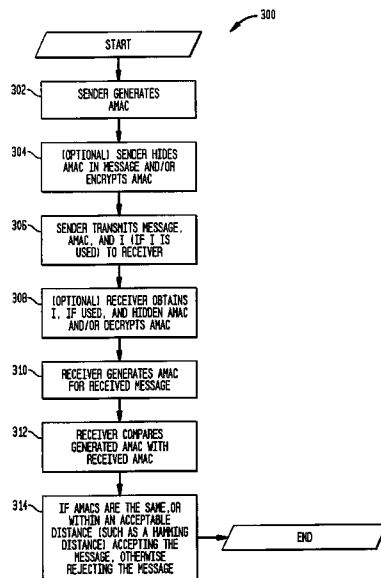 300
START
302
SENDER GENERATES
AMAC
304
(OPTIONAL) SENDER HIDES
AMAC IN MESSAGE AND/OR
ENCRYPTS AMAC
306
SENDER TRANSMITS MESSAGE,
AMAC, AND I (IF I IS
USED) TO RECEIVER
308
(OPTIONAL) RECEIVER OBTAINS
I, IF USED, AND HIDDEN AMAC
AND/OR DECRYPTS AMAC
310
RECEIVER GENERATES AMAC
FOR RECEIVED MESSAGE
312
RECEIVER COMPARES
GENERATED AMAC WITH
RECEIVED AMAC
314
IF AMACS ARE THE SAME,OR
WITHIN AN ACCEPTABLE
DISTANCE (SUCH AS A HAMMING
DISTANCE) ACCEPTING THE
MESSAGE, OTHERWISE
REJECTING THE MESSAGE
END